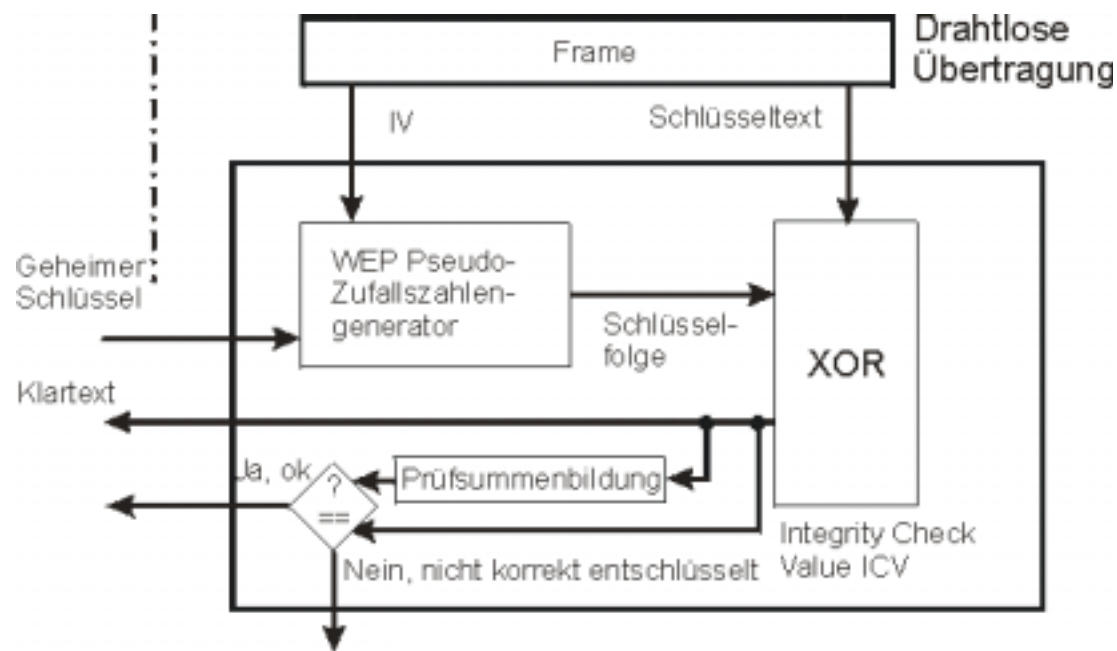 Drahtlose
Übertragung
Frame
IV
Schlüsseltext
Geheimer
Schlüssel
WEP Pseudo-
Zufallszahlen-
generator
Schlüssel-
folge
XOR
Klartext
Ja, ok
?
==
Prüfsummenbildung
Nein, nicht korrekt entschlüsselt
Integrity Check
Value ICV